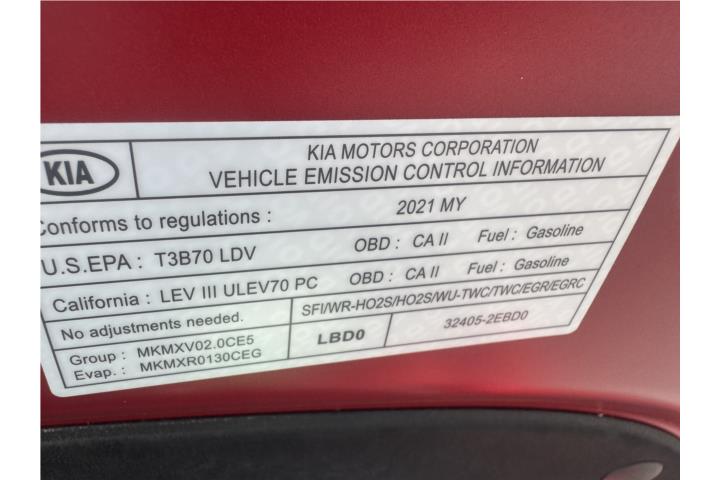 KIA
KIA MOTORS CORPORATION
VEHICLE EMISSION CONTROL INFORMATION
Conforms to regulations : 2021 MY
U.S.EPA : T3B70 LDV OBD : CA II Fuel : Gasoline
California : LEV III ULEV70 PC OBD : CA II Fuel : Gasoline
No adjustments needed. SFI/WR-HO2S/HO2S/WU-TWC/TWC/EGR/EGRC
Group : MKMXV02.0CE5 LBD0 32405-2EBD0
Evap. : MKMXR0130CEG